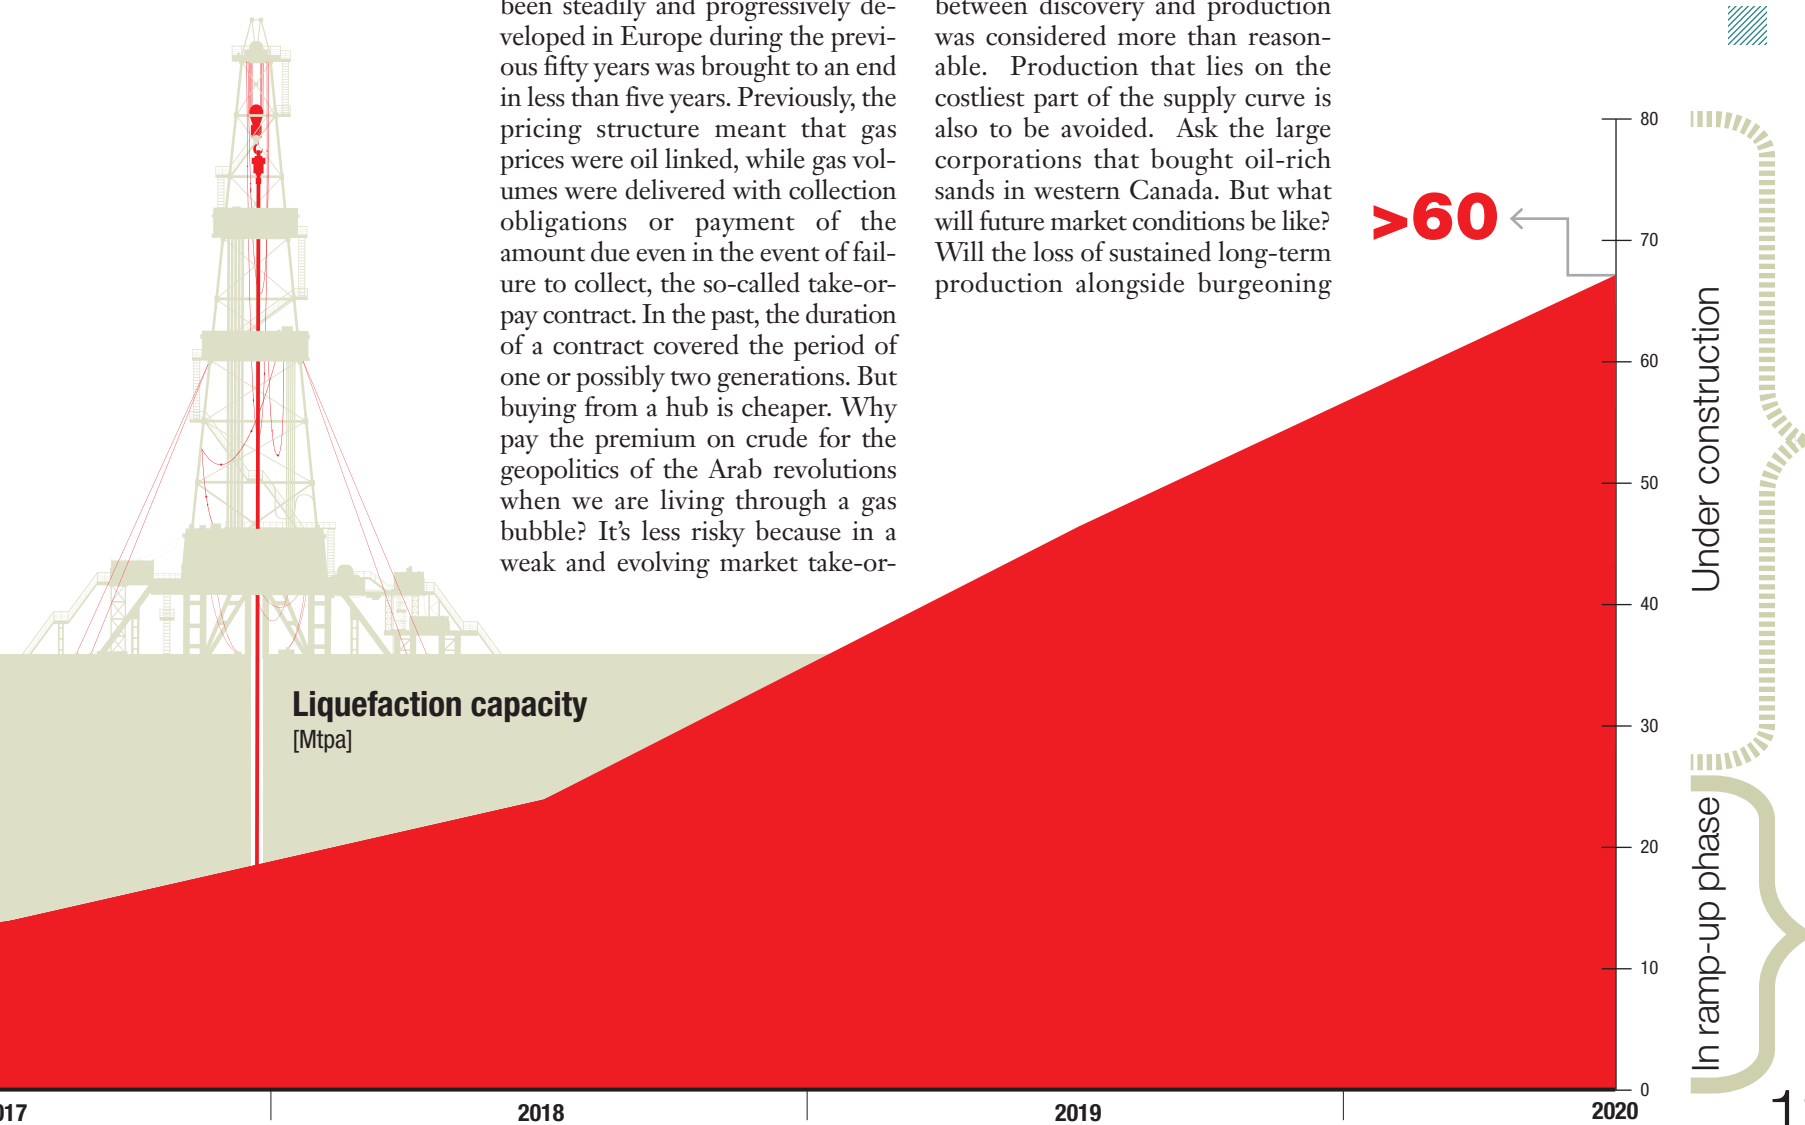 been steadily and progressively de-
veloped in Europe during the previ-
ous fifty years was brought to an end
in less than five years. Previously, the
pricing structure meant that gas
prices were oil linked, while gas vol-
umes were delivered with collection
obligations or payment of the
amount due even in the event of fail-
ure to collect, the so-called take-or-
pay contract. In the past, the duration
of a contract covered the period of
one or possibly two generations. But
buying from a hub is cheaper. Why
pay the premium on crude for the
geopolitics of the Arab revolutions
when we are living through a gas
bubble? It's less risky because in a
weak and evolving market take-or-
between discovery and production
was considered more than reason-
able. Production that lies on the
costliest part of the supply curve is
also to be avoided. Ask the large
corporations that bought oil-rich
sands in western Canada. But what
will future market conditions be like?
Will the loss of sustained long-term
production alongside burgeoning
>60
Liquefaction capacity
[Mtpa]
80
70
60
50
40
30
20
10
0
Under construction
In ramp-up phase
017
2018
2019
2020